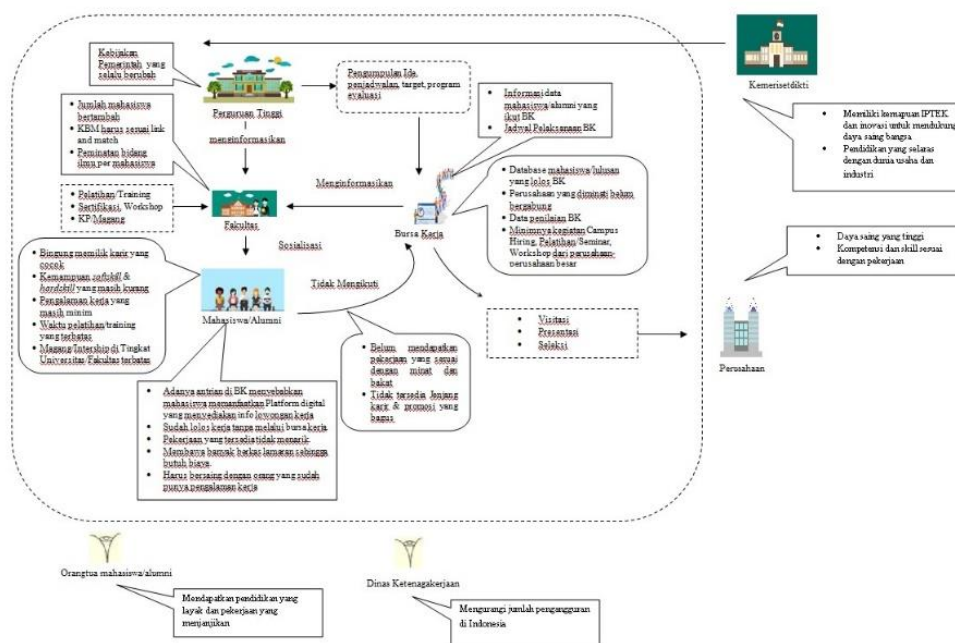 Kebijakan
Pemerintah yang
selalu berubah
Perguruan Tinggi
menginformasikan
Pengumpulan Ide,
penjadwalan, target, program
evaluasi
Kemerisetdikti
Informasi data
mahasiswa/alumni yang
ikut BK
Jadwal Pelaksanaan BK
Memiliki kemapuan IPTEK
dan inovasi untuk mendukung
daya saing bangsa
Pendidikan yang selaras
dengan dunia usaha dan
industri
Jumlah mahasiswa
bertambah
KBM harus sesuai link
and match
Peminatan bidang
ilmu per mahasiswa
Pelatihan/Training
Sertifikasi, Workshop
KP/Magang
Fakultas
Menginformasikan
Bursa Kerja
Database mahasiswa/lulusan
yang lolos BK
Perusahaan yang diminati belum
bergabung
Data penilaian BK
Minimnya kegiatan Campus
Hiring, Pelatihan/Seminar,
Workshop dari perusahaan-
perusahaan besar
Sosialisasi
Daya saing yang tinggi
Kompetensi dan skill sesuai
dengan pekerjaan
Bingung memilik karir yang
cocok
Kemampuan softskill &
hardskill yang masih kurang
Pengalaman kerja yang
masih minim
Waktu pelatihan/training
yang terbatas
Magang/Intership di Tingkat
Universitas/Fakultas terbatas
Mahasiswa/Alumni
Tidak Mengikuti
Visitasi
Presentasi
Seleksi
Perusahaan
Belum mendapatkan
pekerjaan yang sesuai
dengan minat dan
bakat
Tidak tersedia Jenjang
karir & promosi yang
bagus
Adanya antrian di BK menyebabkan
mahasiswa memanfaatkan Platform digital
yang menyediakan info lowongan kerja
Sudah lolos kerja tanpa melalui bursa kerja
Pekerjaan yang tersedia tidak menarik.
Membawa banyak berkas lamaran sehingga
butuh biaya.
Harus bersaing dengan orang yang sudah
punya pengalaman kerja
Orangtua mahasiswa/alumni
Mendapatkan pendidikan yang
layak dan pekerjaan yang
menjanjikan
Dinas Ketenagakerjaan
Mengurangi jumlah pengangguran
di Indonesia